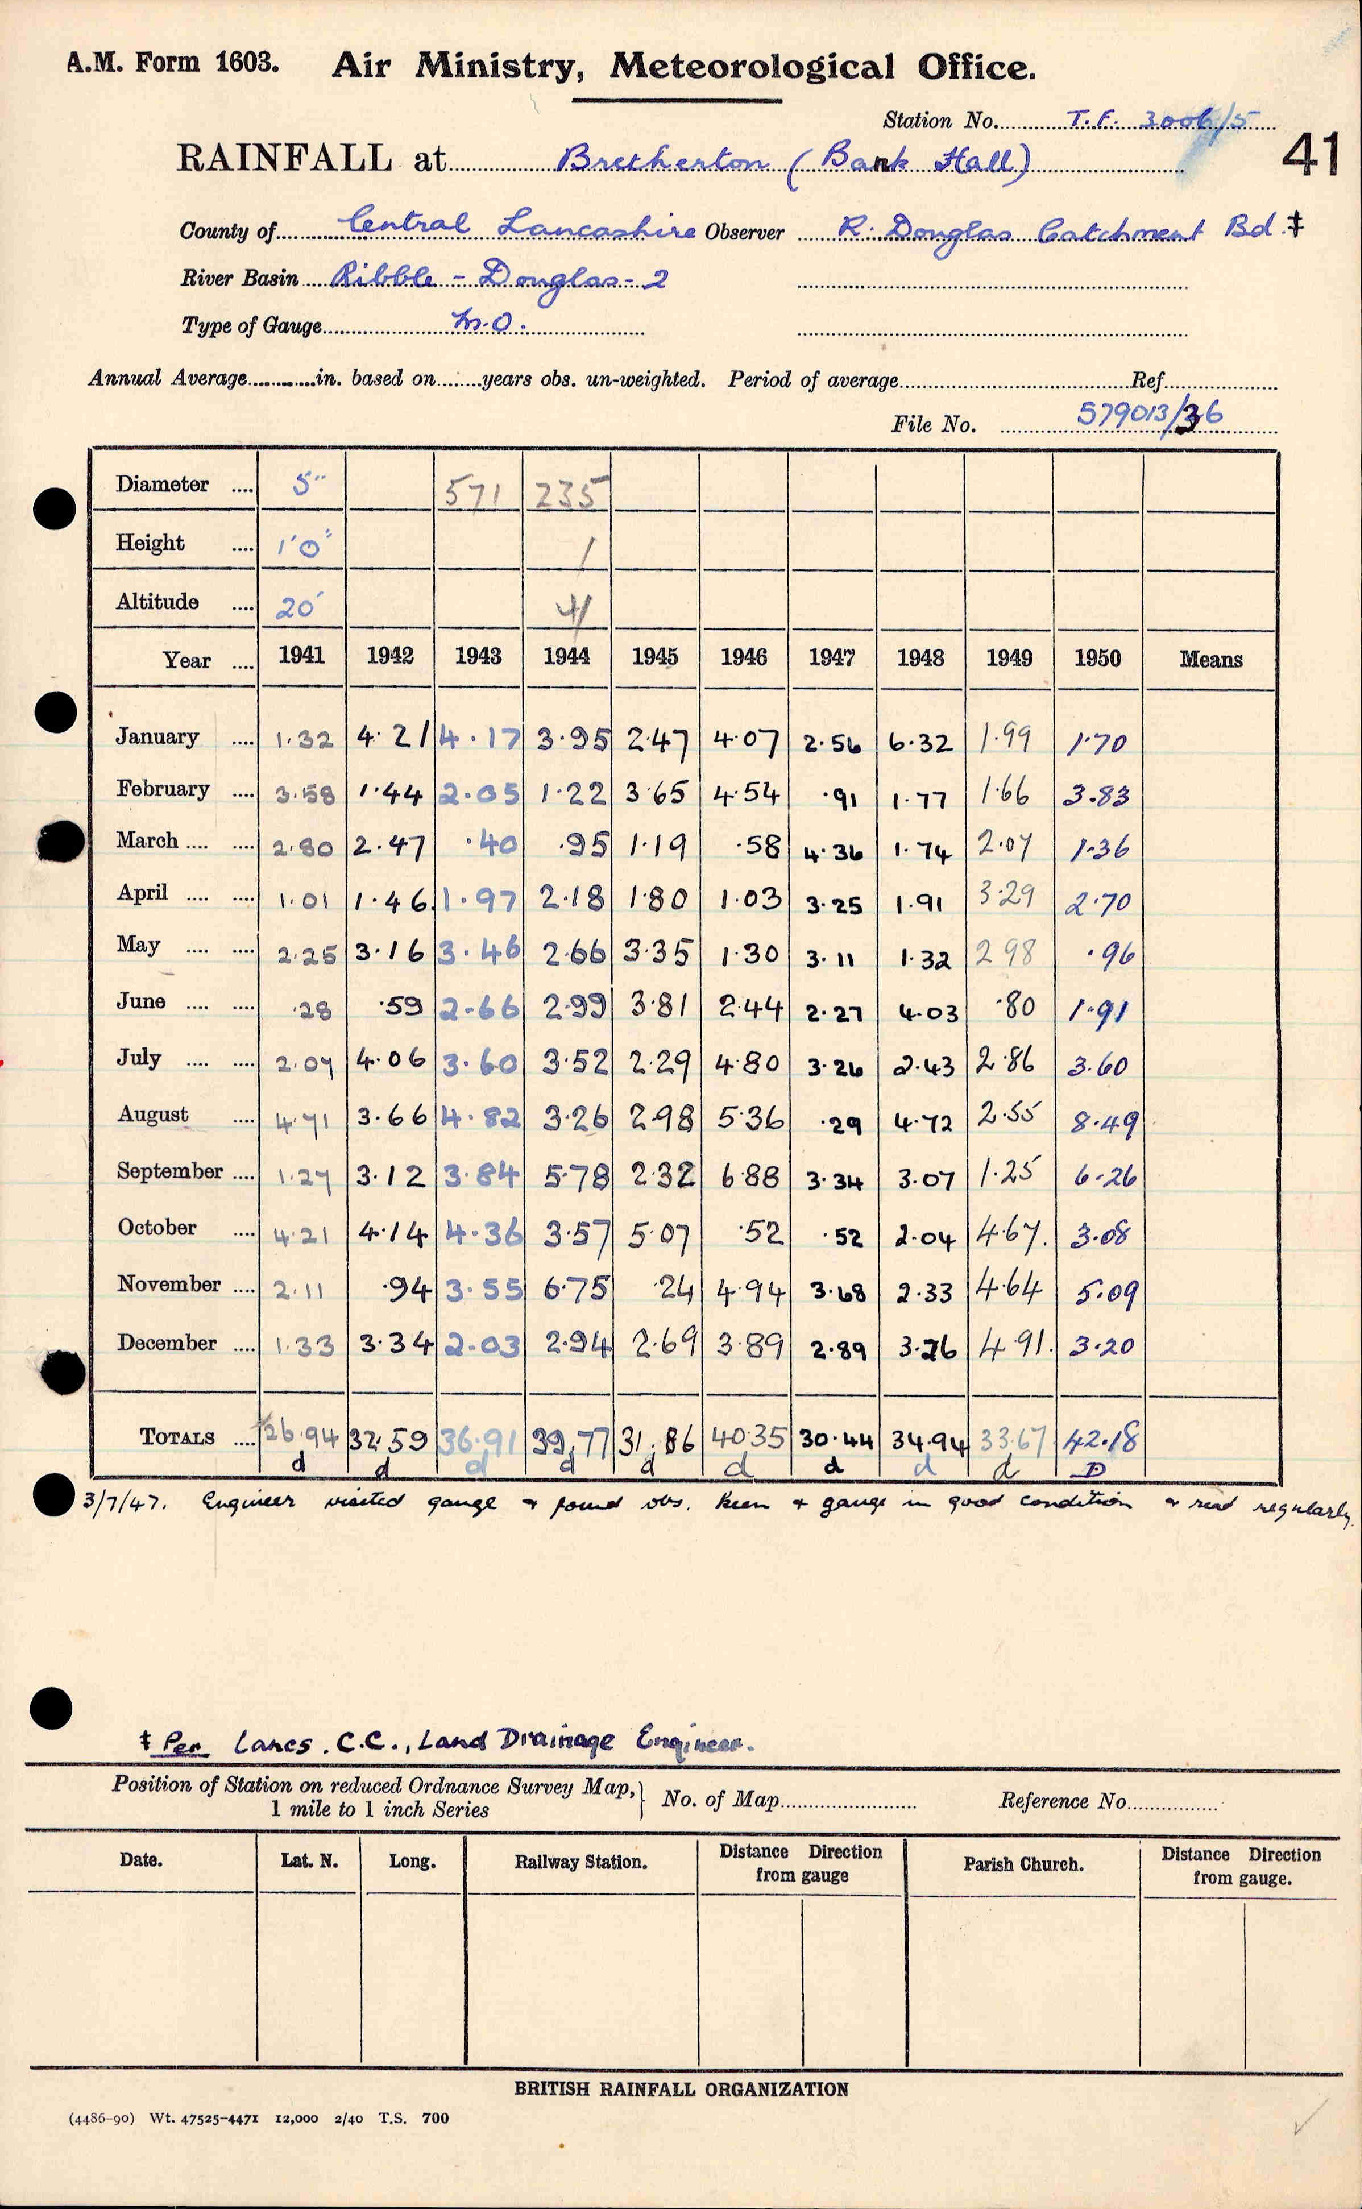 A.M. Form 1603. Air Ministry, Meteorological Office.
Station No. T.F. 3006/5
41
RAINFALL at Bretherton (Bank Hall)
County of Central Lancashire Observer R. Douglas Catchment Bd ‡
River Basin Ribble - Douglas - 2
Type of Gauge M.O.
Annual Average in. based on years obs. un-weighted. Period of average Ref.
File No. 579013/36
Diameter 5" 571 235
Height 1'0" 1
Altitude 20' 41
Year 1941 1942 1943 1944 1945 1946 1947 1948 1949 1950 Means
January 1.32 4.21 4.17 3.95 2.47 4.07 2.56 6.32 1.99 1.70
February 3.58 1.44 2.05 1.22 3.65 4.54 .91 1.77 1.66 3.83
March 2.80 2.47 .40 .95 1.19 .58 4.36 1.74 2.07 1.36
April 1.01 1.46 1.97 2.18 1.80 1.03 3.25 1.91 3.29 2.70
May 2.25 3.16 3.46 2.66 3.35 1.30 3.11 1.32 2.98 .96
June .28 .59 2.66 2.99 3.81 2.44 2.27 4.03 .80 1.91
July 2.07 4.06 3.60 3.52 2.29 4.80 3.26 2.43 2.86 3.60
August 4.71 3.66 4.82 3.26 2.98 5.36 .29 4.72 2.55 8.49
September 1.27 3.12 3.84 5.78 2.32 6.88 3.34 3.07 1.25 6.26
October 4.21 4.14 4.36 3.57 5.07 .52 .52 2.04 4.67 3.08
November 2.11 .94 3.55 6.75 .24 4.94 3.68 2.33 4.64 5.09
December 1.33 3.34 2.03 2.94 2.69 3.89 2.89 3.26 4.91 3.20
TOTALS 26.94 32.59 36.91 39.77 31.86 40.35 30.44 34.94 33.67 42.18
d d d d d d d d d D
3/7/47. Engineer visited gauge & found obs. keen & gauge in good condition & read regularly.
‡ Per Lancs. C.C., Land Drainage Engineer.
Position of Station on reduced Ordnance Survey Map, 1 mile to 1 inch Series } No. of Map Reference No.
Date. Lat. N. Long. Railway Station. Distance Direction from gauge Parish Church. Distance Direction from gauge.
BRITISH RAINFALL ORGANIZATION
(4486-90) Wt. 47525-4471 12,000 2/40 T.S. 700